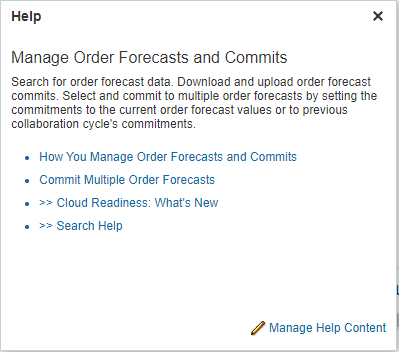 Help
Manage Order Forecasts and Commits
Search for order forecast data. Download and upload order forecast
commits. Select and commit to multiple order forecasts by setting the
commitments to the current order forecast values or to previous
collaboration cycle's commitments.
How You Manage Order Forecasts and Commits
Commit Multiple Order Forecasts
>> Cloud Readiness: What's New
>> Search Help
Manage Help Content